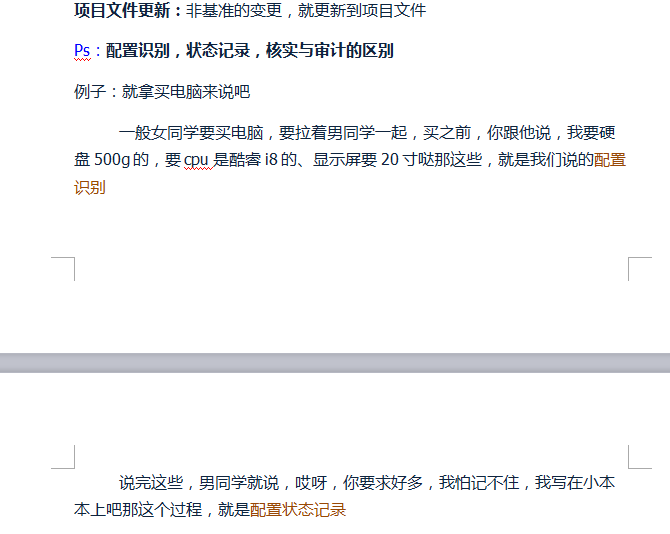 项目文件更新：非基准的变更，就更新到项目文件
Ps：配置识别，状态记录，核实与审计的区别
例子：就拿买电脑来说吧
一般女同学要买电脑，要拉着男同学一起，买之前，你跟他说，我要硬
盘 500g 的，要 cpu 是酷睿 i8 的、显示屏要 20 寸哒那这些，就是我们说的配置
识别
说完这些，男同学就说，哎呀，你要求好多，我怕记不住，我写在小本
本上吧那这个过程，就是配置状态记录